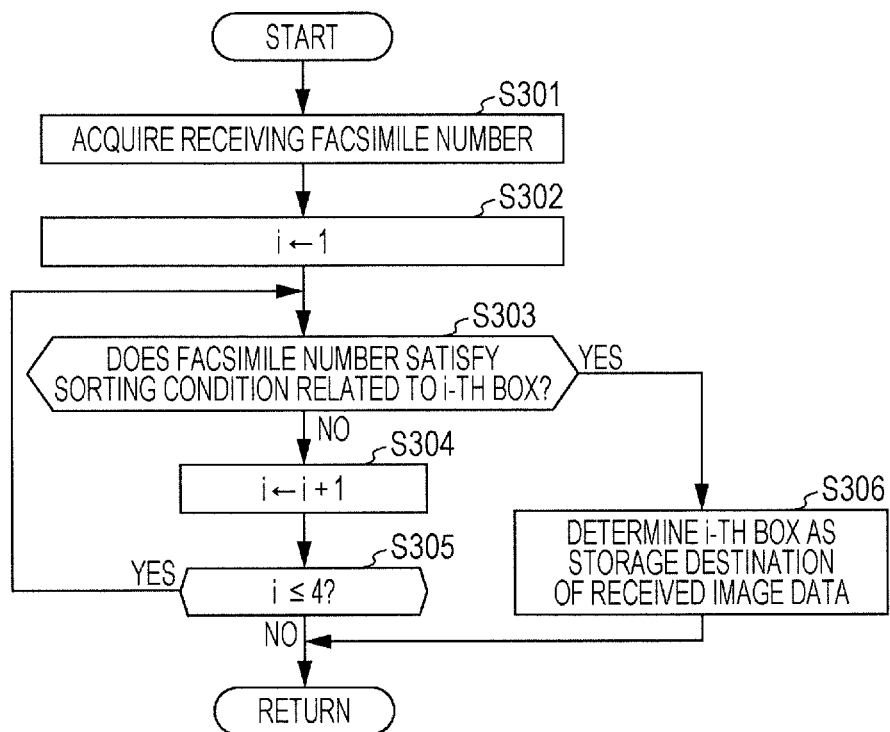 START
S301
ACQUIRE RECEIVING FACSIMILE NUMBER
S302
i ← 1
S303
DOES FACSIMILE NUMBER SATISFY
SORTING CONDITION RELATED TO i-TH BOX?
YES
NO
S304
i ← i + 1
S305
i ≤ 4?
YES
NO
S306
DETERMINE i-TH BOX AS
STORAGE DESTINATION
OF RECEIVED IMAGE DATA
RETURN